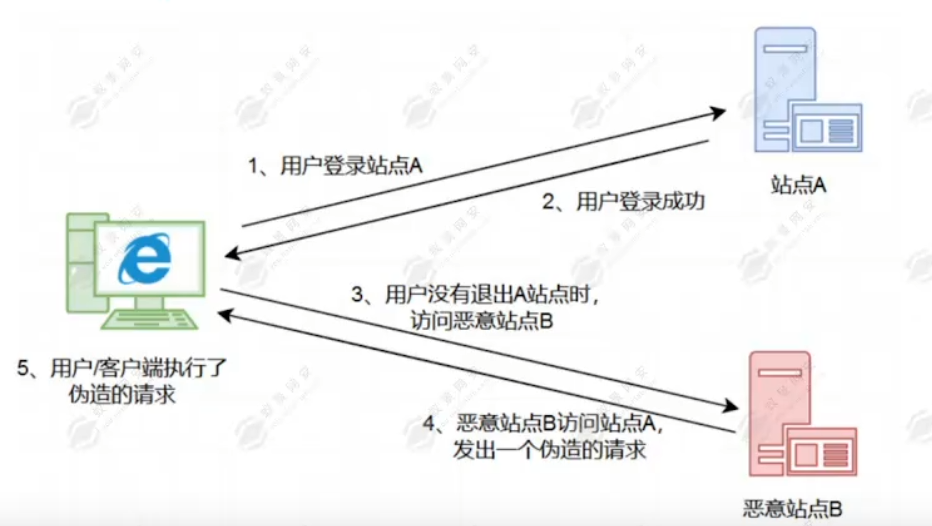 1、用户登录站点A
站点A
2、用户登录成功
3、用户没有退出A站点时，
访问恶意站点B
5、用户/客户端执行了
伪造的请求
4、恶意站点B访问站点A，
发出一个伪造的请求
恶意站点B